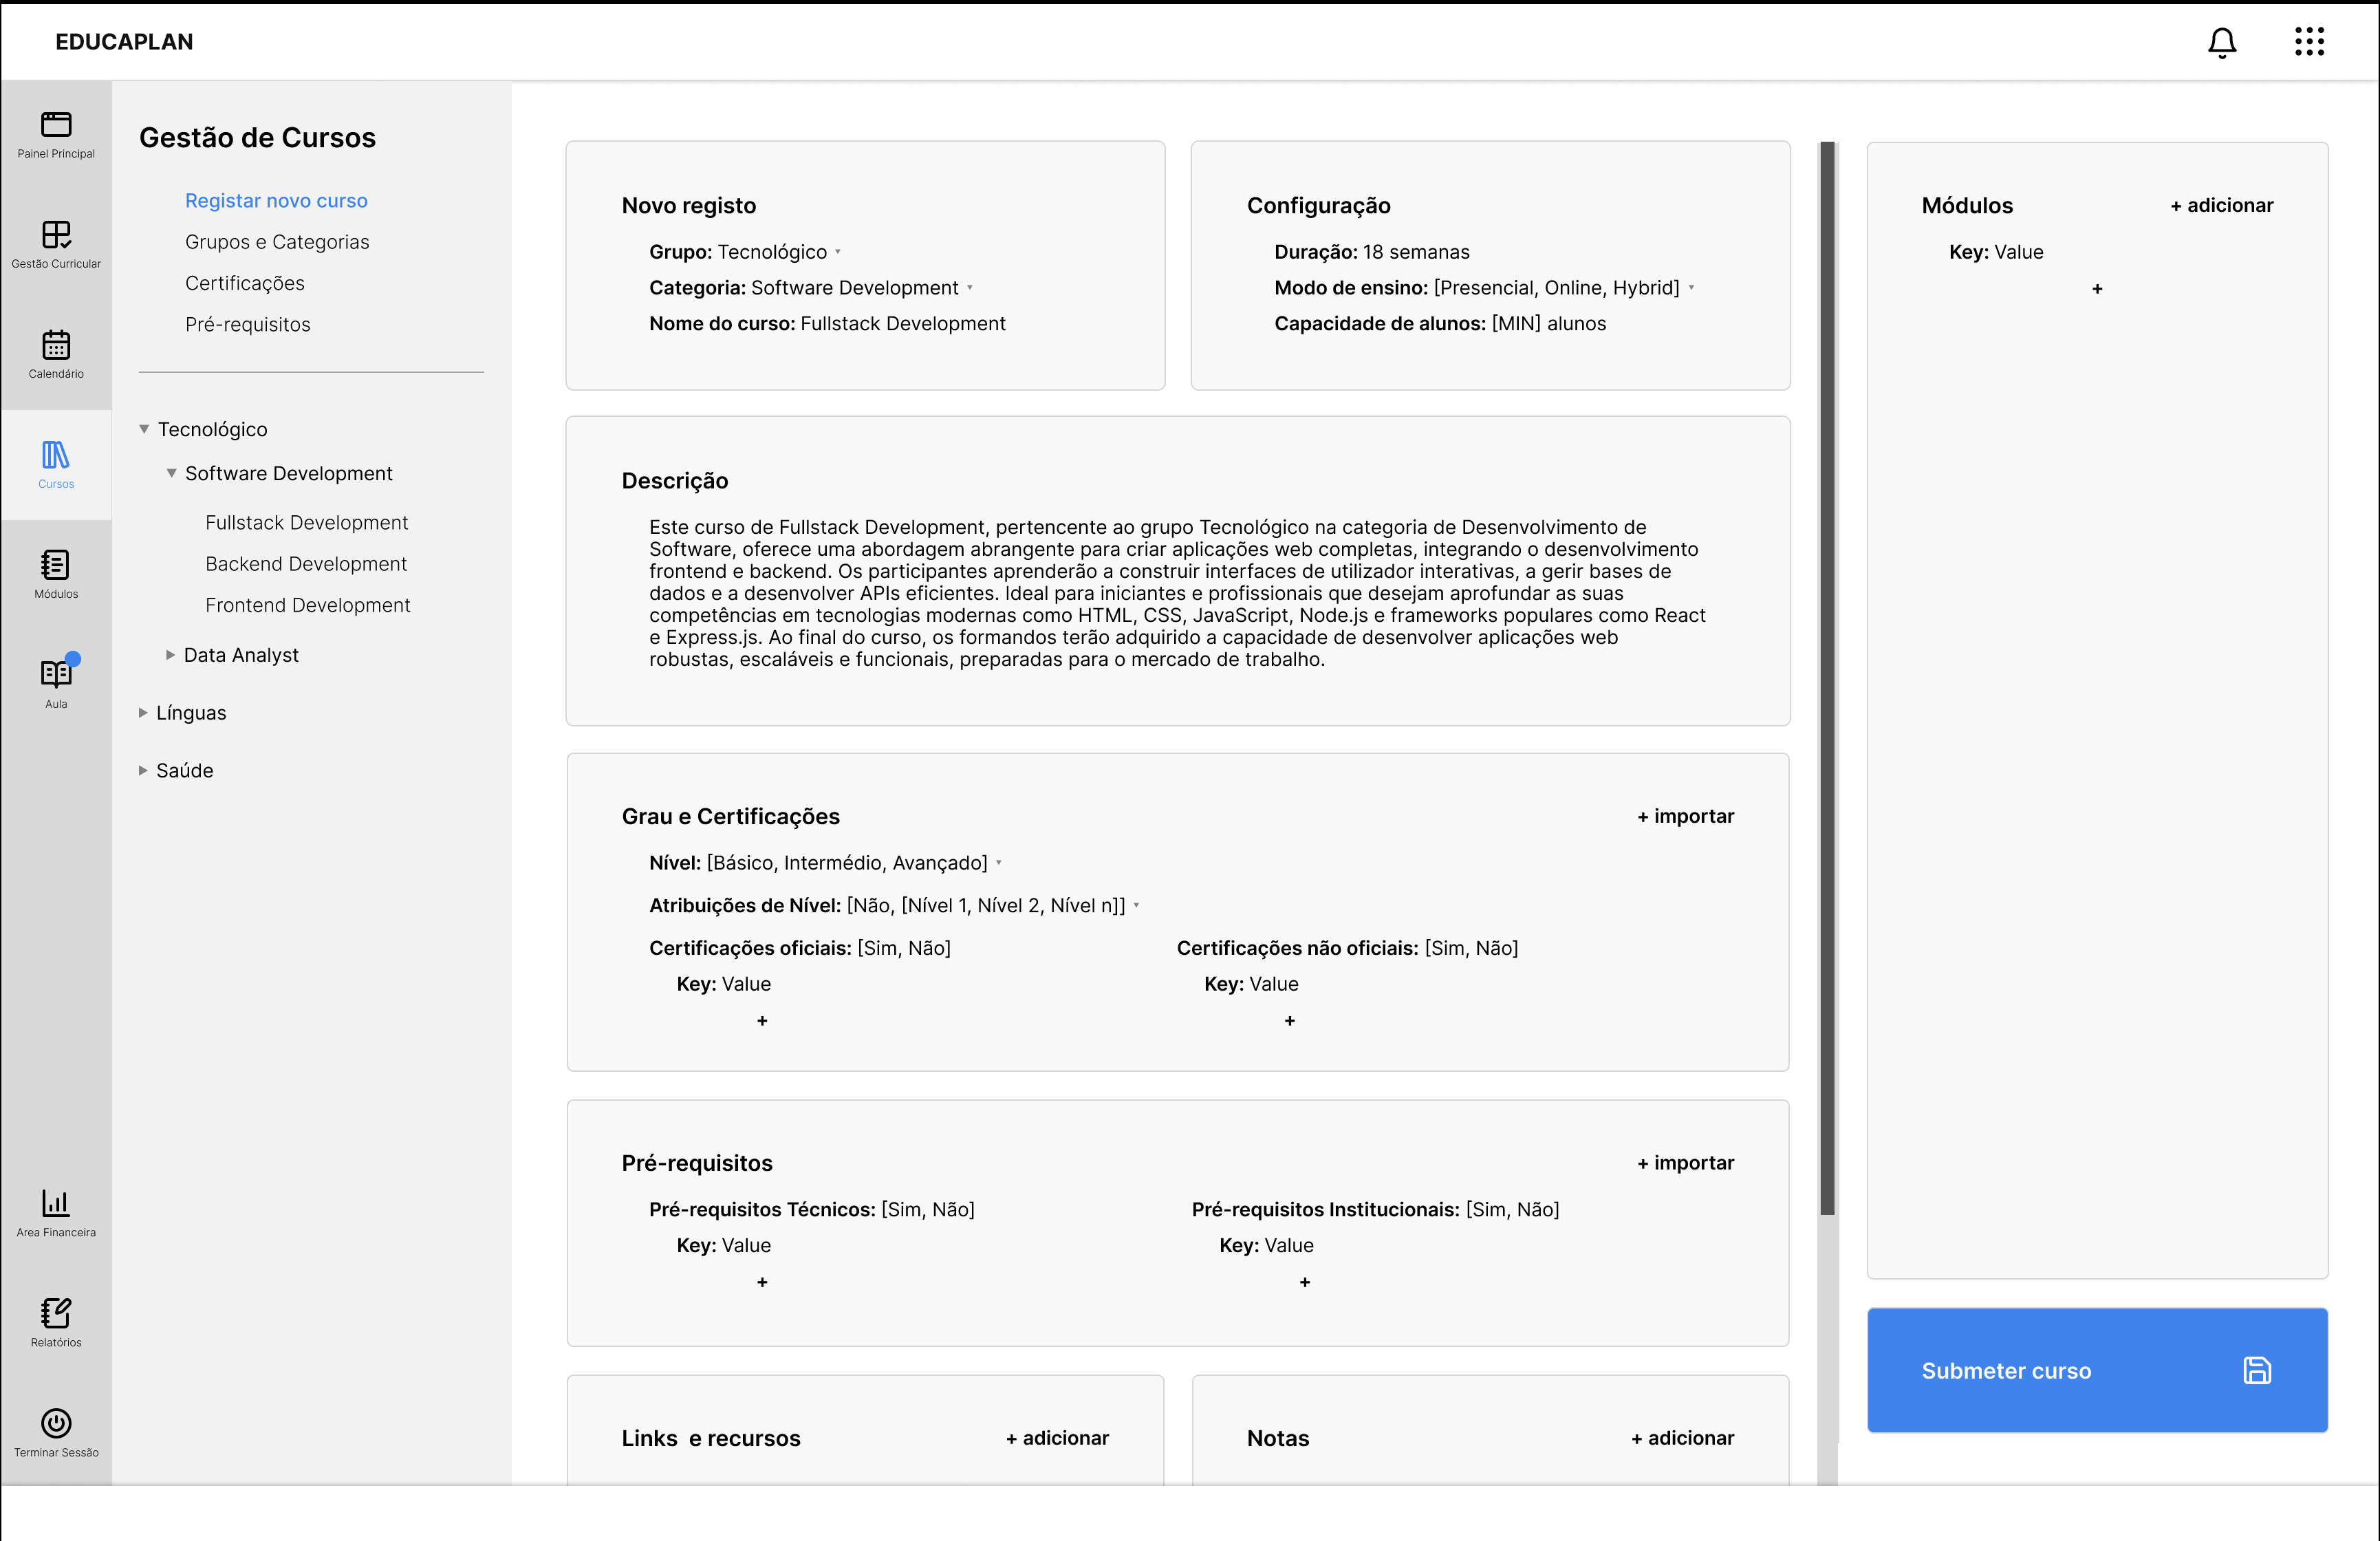 EDUCAPLAN
Painel Principal
Gestão Curricular
Calendário
Cursos
Módulos
Aula
Area Financeira
Relatórios
Terminar Sessão
Gestão de Cursos
Registar novo curso
Grupos e Categorias
Certificações
Pré-requisitos
Tecnológico
Software Development
Fullstack Development
Backend Development
Frontend Development
Data Analyst
Línguas
Saúde
Novo registo
Grupo: Tecnológico
Categoria: Software Development
Nome do curso: Fullstack Development
Configuração
Duração: 18 semanas
Modo de ensino: [Presencial, Online, Hybrid]
Capacidade de alunos: [MIN] alunos
Descrição
Este curso de Fullstack Development, pertencente ao grupo Tecnológico na categoria de Desenvolvimento de
Software, oferece uma abordagem abrangente para criar aplicações web completas, integrando o desenvolvimento
frontend e backend. Os participantes aprenderão a construir interfaces de utilizador interativas, a gerir bases de
dados e a desenvolver APIs eficientes. Ideal para iniciantes e profissionais que desejam aprofundar as suas
competências em tecnologias modernas como HTML, CSS, JavaScript, Node.js e frameworks populares como React
e Express.js. Ao final do curso, os formandos terão adquirido a capacidade de desenvolver aplicações web
robustas, escaláveis e funcionais, preparadas para o mercado de trabalho.
Grau e Certificações
+ importar
Nível: [Básico, Intermédio, Avançado]
Atribuições de Nível: [Não, [Nível 1, Nível 2, Nível n]]
Certificações oficiais: [Sim, Não]
Key: Value
+
Certificações não oficiais: [Sim, Não]
Key: Value
+
Pré-requisitos
+ importar
Pré-requisitos Técnicos: [Sim, Não]
Key: Value
+
Pré-requisitos Institucionais: [Sim, Não]
Key: Value
+
Links  e recursos
+ adicionar
Notas
+ adicionar
Módulos
+ adicionar
Key: Value
+
Submeter curso